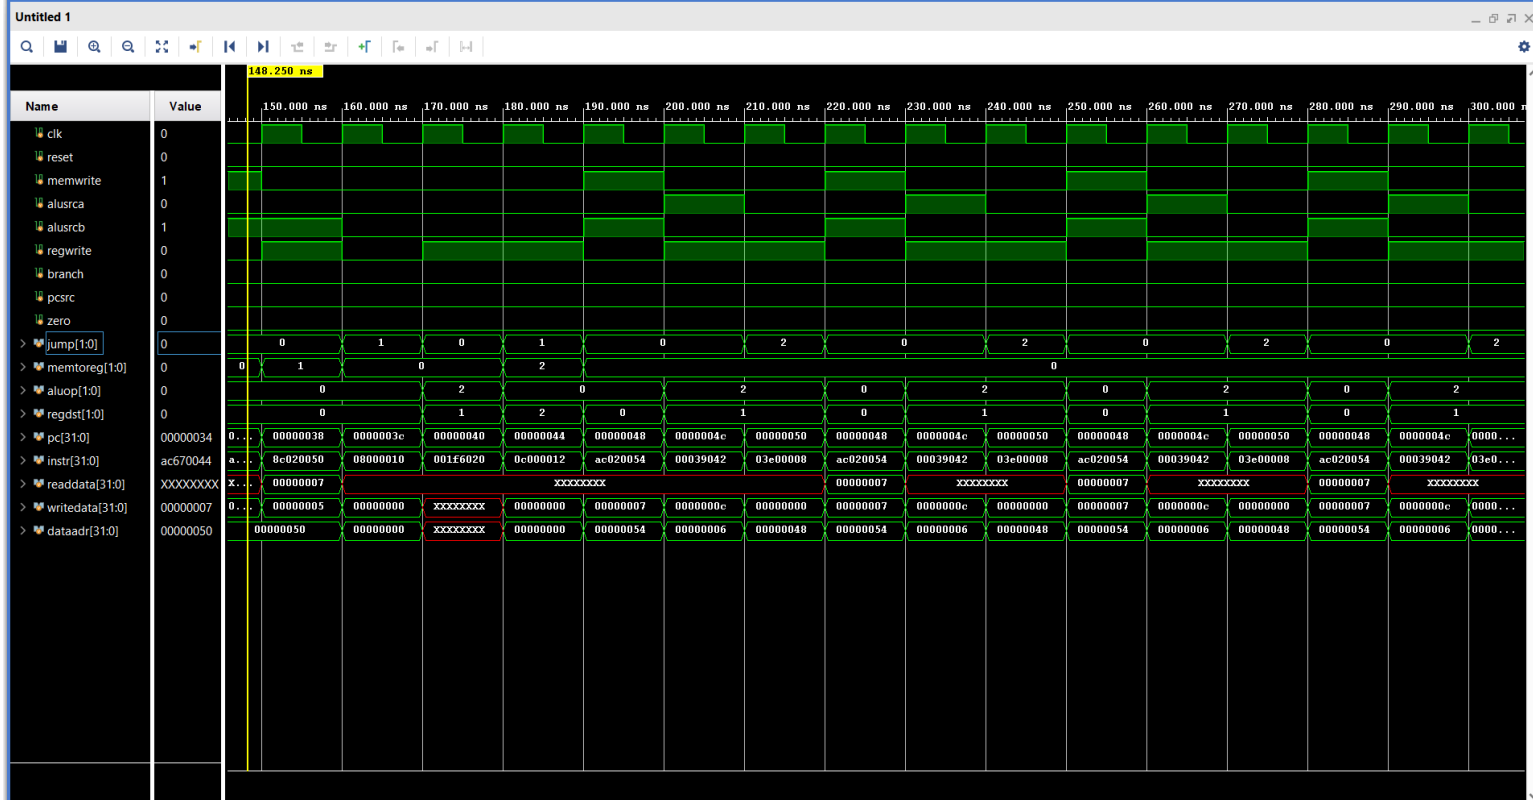 Untitled 1
148.250 ns
Name Value 150.000 ns 160.000 ns 170.000 ns 180.000 ns 190.000 ns 200.000 ns 210.000 ns 220.000 ns 230.000 ns 240.000 ns 250.000 ns 260.000 ns 270.000 ns 280.000 ns 290.000 ns 300.000 n
clk 0
reset 0
memwrite 1
alusrca 0
alusrcb 1
regwrite 0
branch 0
pcsrc 0
zero 0
jump[1:0] 0 0 1 0 1 0 2 0 2 0 2 0 2
memtoreg[1:0] 0 0 1 0 2 0
aluop[1:0] 0 0 2 0 2 0 2 0 2 0 2
regdst[1:0] 0 0 1 2 0 1 0 1 0 1 0 1
pc[31:0] 00000034 0... 00000038 0000003c 00000040 00000044 00000048 0000004c 00000050 00000048 0000004c 00000050 00000048 0000004c 00000050 00000048 0000004c 0000...
instr[31:0] ac670044 a... 8c020050 08000010 001f6020 0c000012 ac020054 00039042 03e00008 ac020054 00039042 03e00008 ac020054 00039042 03e00008 ac020054 00039042 03e0...
readdata[31:0] XXXXXXXX X... 00000007 XXXXXXXX 00000007 XXXXXXXX 00000007 XXXXXXXX 00000007 XXXXXXXX
writedata[31:0] 00000007 0... 00000005 00000000 XXXXXXXX 00000000 00000007 0000000c 00000000 00000007 0000000c 00000000 00000007 0000000c 00000000 00000007 0000000c 0000...
dataadr[31:0] 00000050 00000050 00000000 XXXXXXXX 00000000 00000054 00000006 00000048 00000054 00000006 00000048 00000054 00000006 00000048 00000054 00000006 0000...